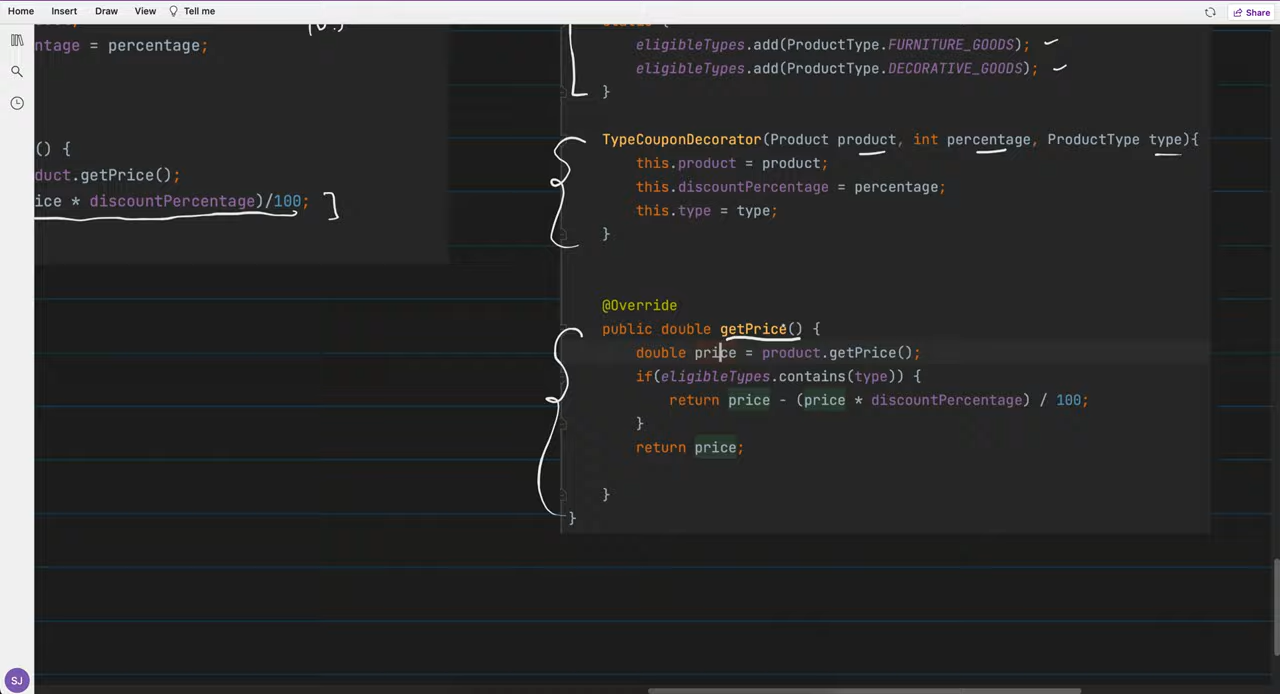 Home Insert Draw View Tell me
Share
ntage = percentage;
() {
duct.getPrice();
ice * discountPercentage)/100;
eligibleTypes.add(ProductType.FURNITURE_GOODS);
eligibleTypes.add(ProductType.DECORATIVE_GOODS);
}
TypeCouponDecorator(Product product, int percentage, ProductType type){
this.product = product;
this.discountPercentage = percentage;
this.type = type;
}
@Override
public double getPrice() {
double price = product.getPrice();
if(eligibleTypes.contains(type)) {
return price - (price * discountPercentage) / 100;
}
return price;
}
}
SJ